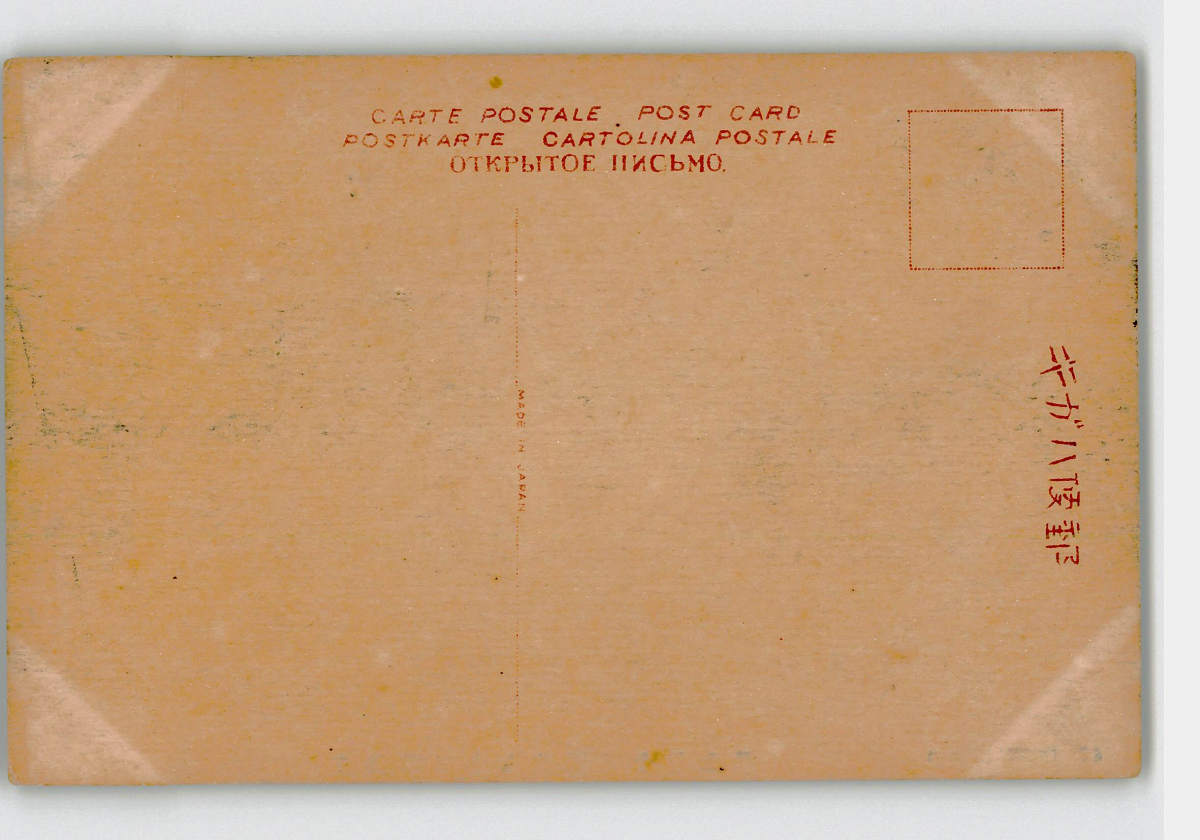 CARTE POSTALE POST CARD
POSTKARTE CARTOLINA POSTALE
ОТКРЫТОЕ ПИСЬМО.
MADE IN JAPAN
郵便ハガキ